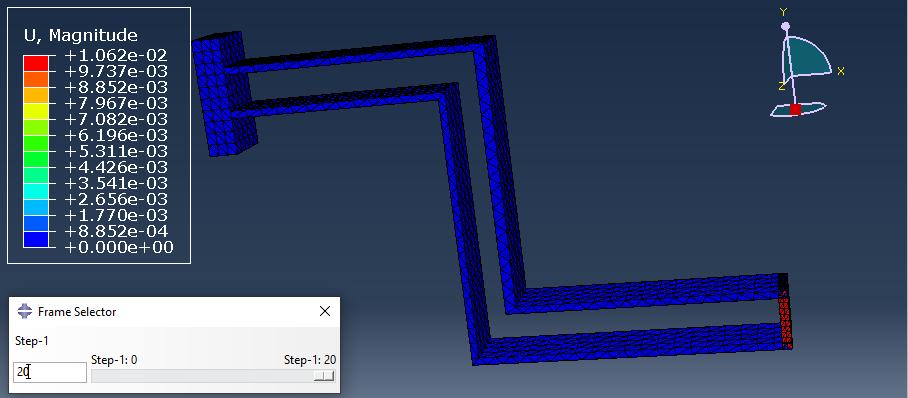 U, Magnitude
+1.062e-02
+9.737e-03
+8.852e-03
+7.967e-03
+7.082e-03
+6.196e-03
+5.311e-03
+4.426e-03
+3.541e-03
+2.656e-03
+1.770e-03
+8.852e-04
+0.000e+00
Y
X
Z
Frame Selector
Step-1
Step-1: 0
Step-1: 20
20